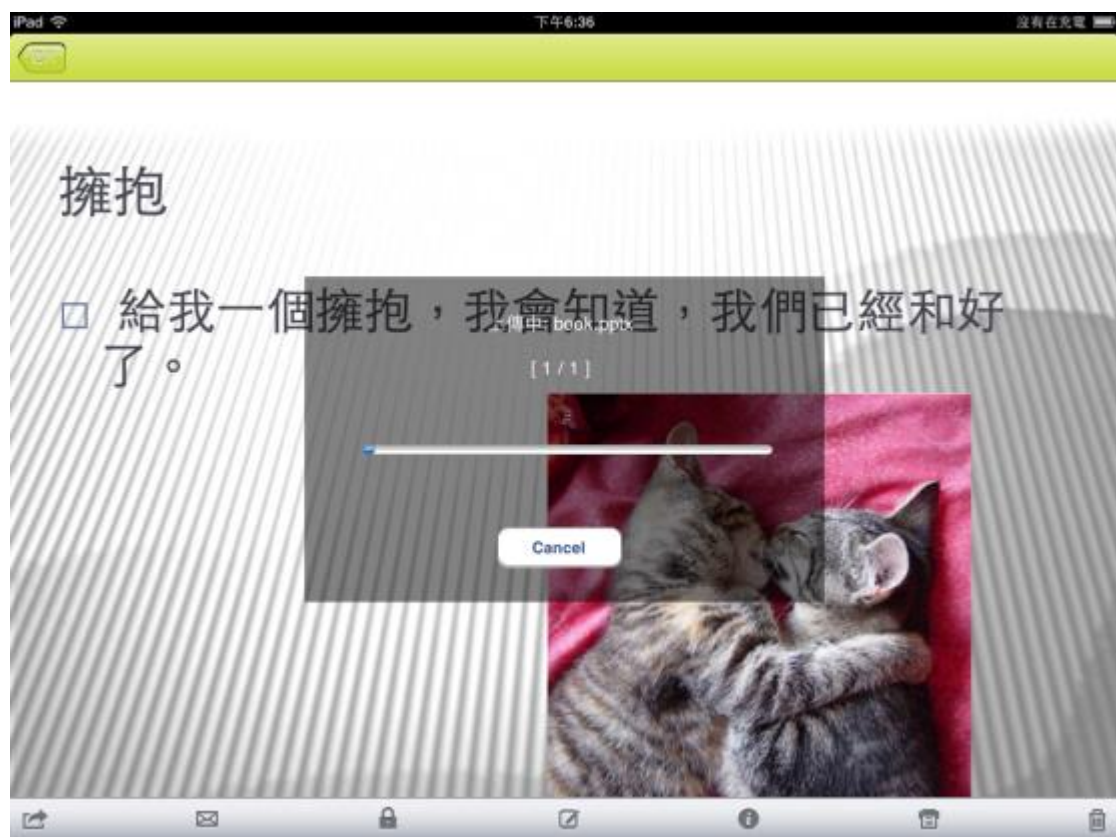 iPad 下午6:36 沒有在充電
擁抱
給我一個擁抱，我會知道，我們已經和好
了。
上傳中: book.pptx
[ 1 / 1 ]
Cancel